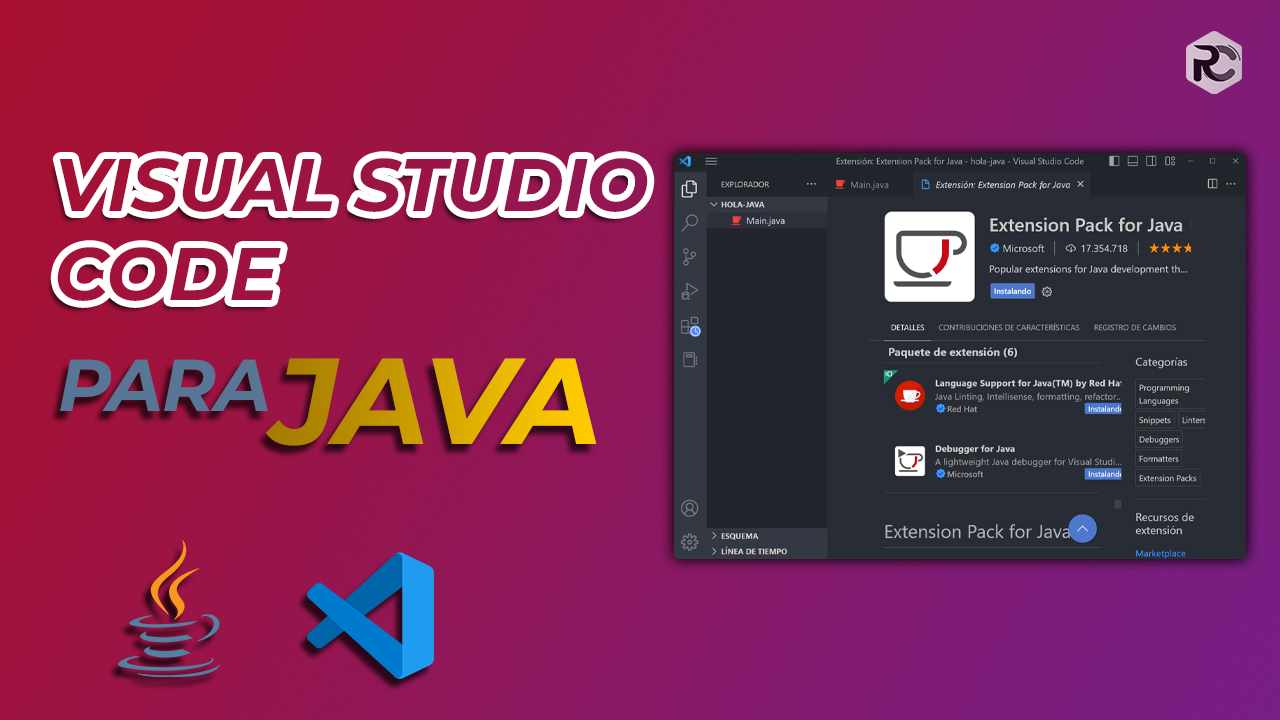 RC
VISUAL STUDIO
CODE
PARA JAVA
Extensión: Extension Pack for Java - hola-java - Visual Studio Code
EXPLORADOR
Main.java
Extensión: Extension Pack for Java
HOLA-JAVA
Main.java
Extension Pack for Java
Microsoft
17.354.718
Popular extensions for Java development th...
Instalando
DETALLES
CONTRIBUCIONES DE CARACTERÍSTICAS
REGISTRO DE CAMBIOS
Paquete de extensión (6)
Language Support for Java(TM) by Red Hat
Java Linting, Intellisense, formatting, refactor...
Red Hat
Instalando
Debugger for Java
A lightweight Java debugger for Visual Studi...
Microsoft
Instalando
Extension Pack for Java
Categorías
Programming
Languages
Snippets
Linters
Debuggers
Formatters
Extension Packs
Recursos de
extensión
Marketplace
ESQUEMA
LÍNEA DE TIEMPO